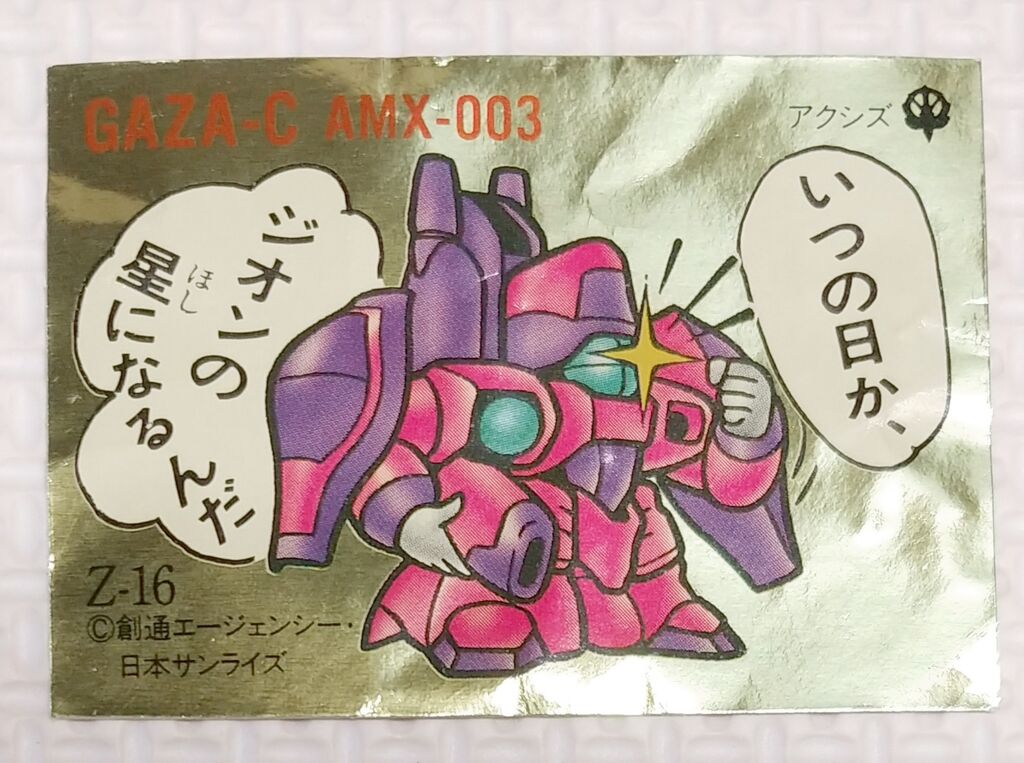 GAZA-C AMX-003
アクシズ
いつの日か、
ジオンの
星になるんだ
ほし
Z-16
©創通エージェンシー・
日本サンライズ